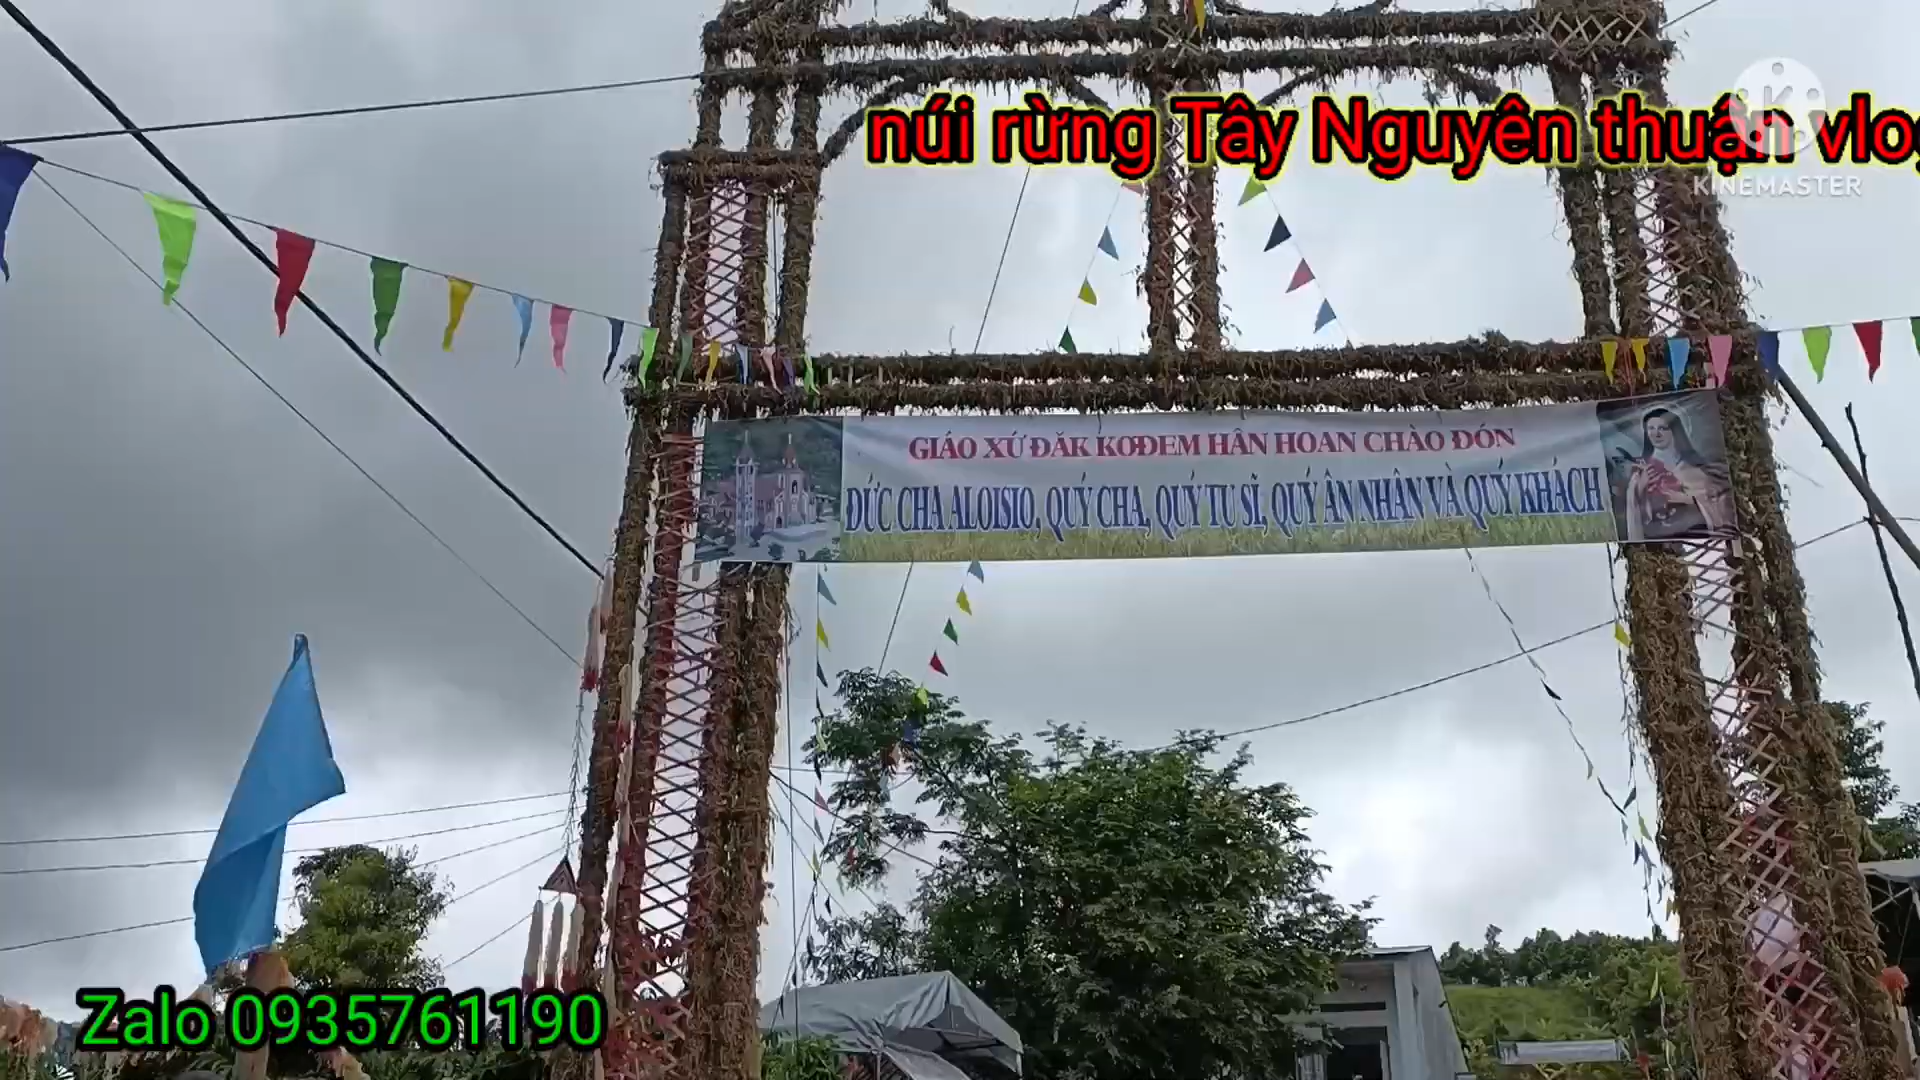 núi rừng Tây Nguyên thuận vlog
KINEMASTER
GIÁO XỨ ĐĂK KOĐEM HÂN HOAN CHÀO ĐÓN
ĐỨC CHA ALOISIO, QUÝ CHA, QUÝ TU SĨ, QUÝ ÂN NHÂN VÀ QUÝ KHÁCH
Zalo 0935761190